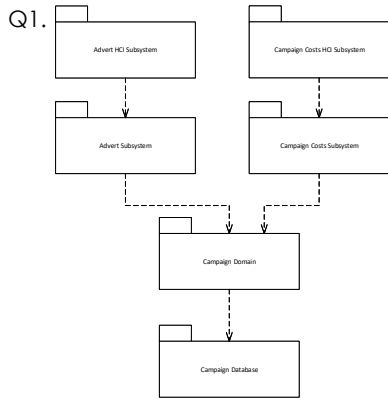 Q1.
Advert HCI Subsystem
Campaign Costs HCI Subsystem
Advert Subsystem
Campaign Costs Subsystem
Campaign Domain
Campaign Database